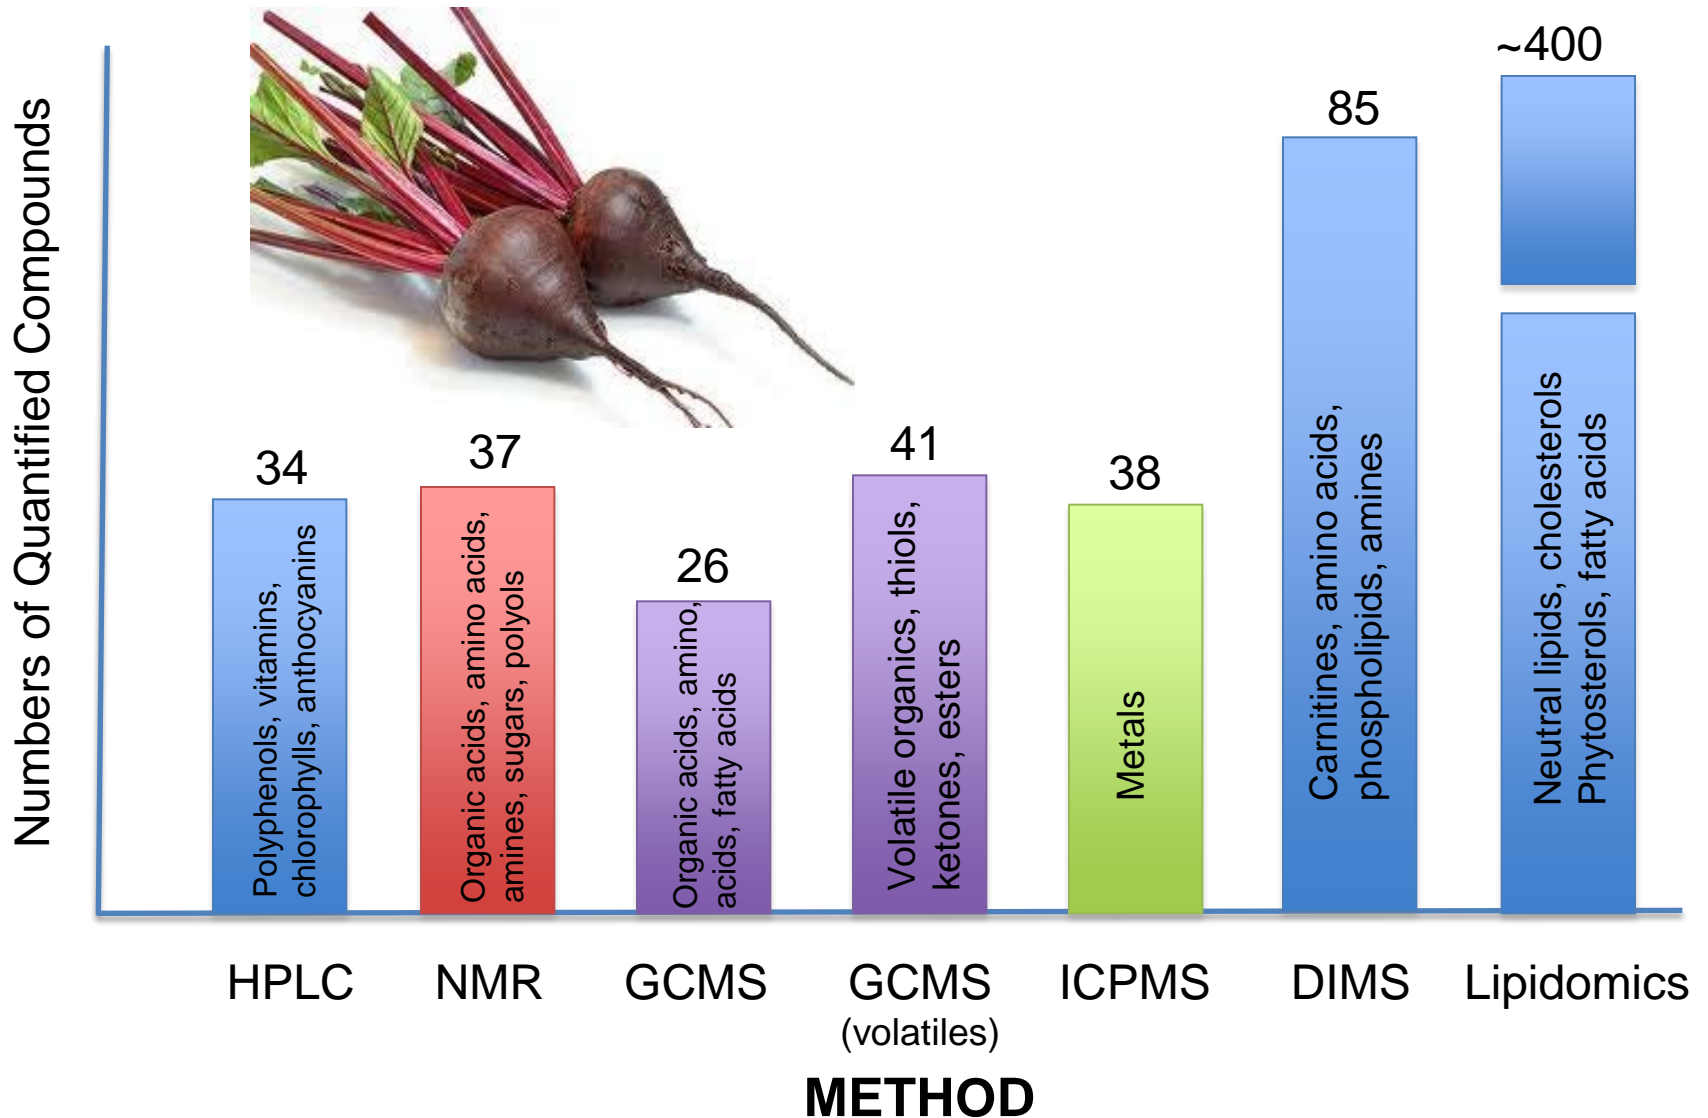 Numbers of Quantified Compounds
34
Polyphenols, vitamins,
chlorophylls, anthocyanins
37
Organic acids, amino acids,
amines, sugars, polyols
26
Organic acids, amino,
acids, fatty acids
41
Volatile organics, thiols,
ketones, esters
38
Metals
85
Carnitines, amino acids,
phospholipids, amines
~400
Neutral lipids, cholesterols
Phytosterols, fatty acids
HPLC
NMR
GCMS
GCMS
(volatiles)
ICPMS
DIMS
Lipidomics
METHOD